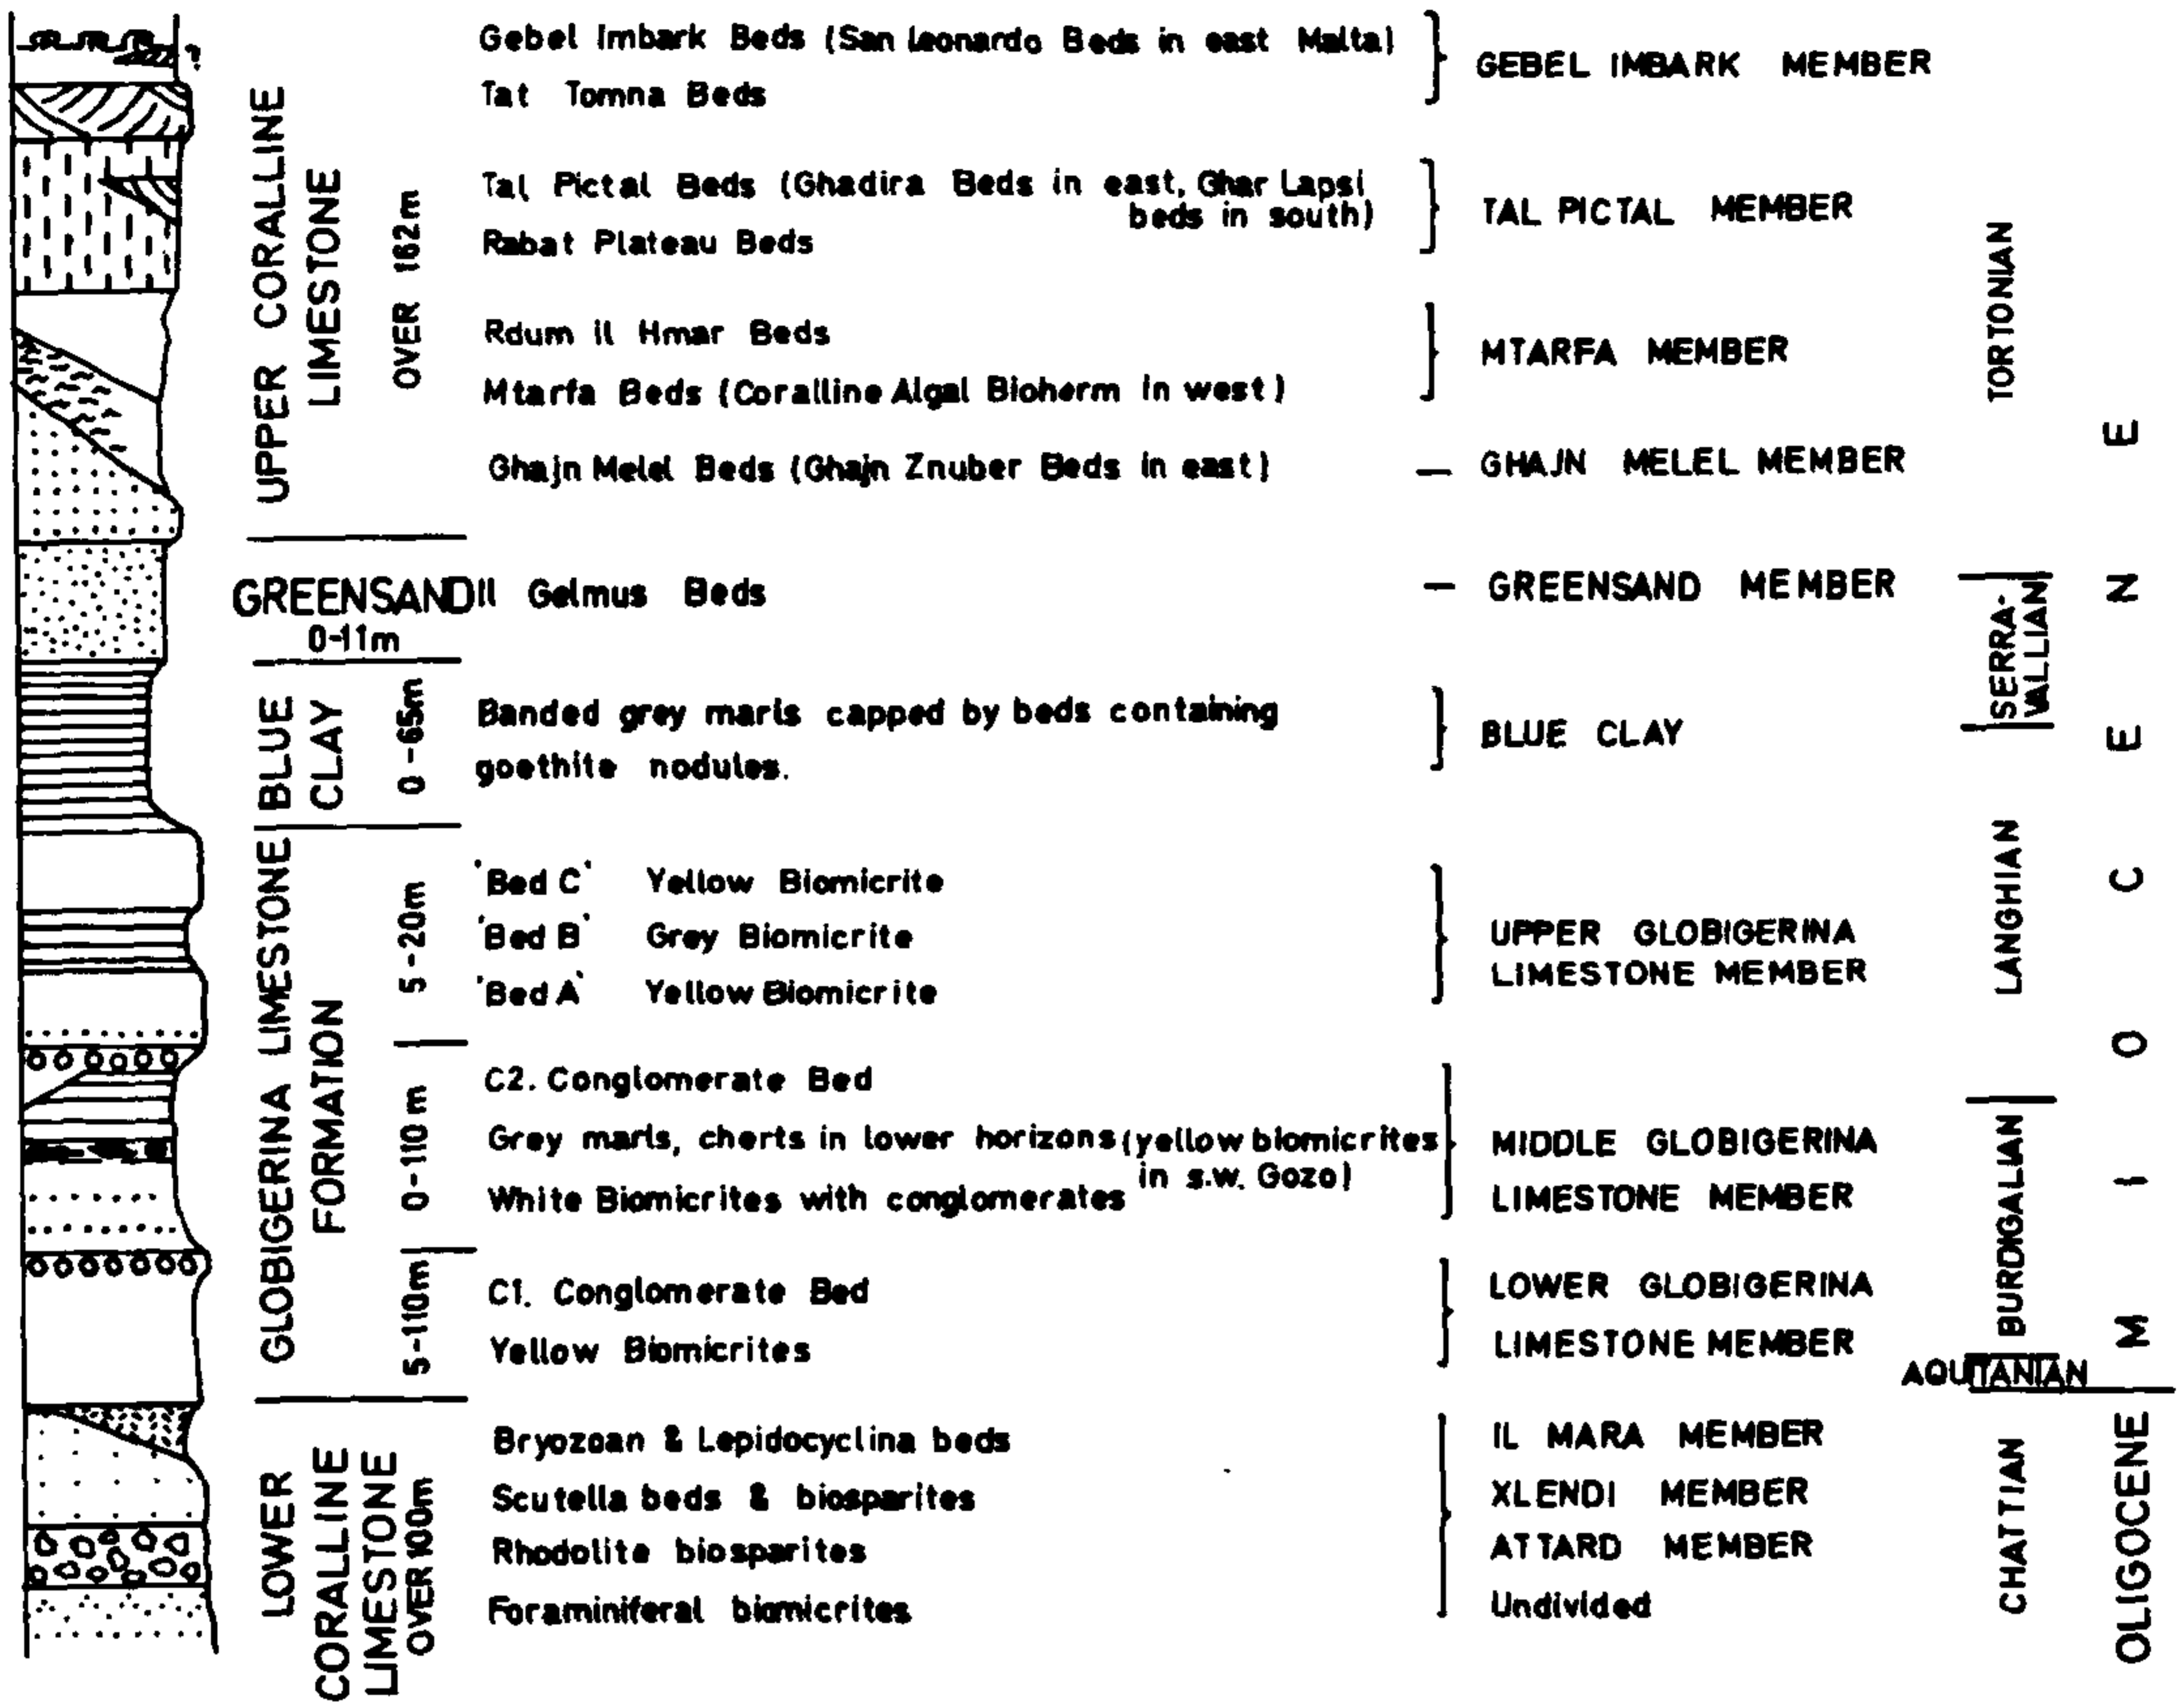 Gebel Imbark Beds (San Leonardo Beds in east Malta)
GEBEL IMBARK MEMBER
Tat Tomna Beds
UPPER CORALLINE
LIMESTONE
OVER 162m
Tal Pictal Beds (Ghadira Beds in east, Ghar Lapsi
beds in south)
TAL PICTAL MEMBER
Rabat Plateau Beds
Rdum il Hmar Beds
MTARFA MEMBER
Mtarfa Beds (Coralline Algal Bioherm in west)
Ghajn Melel Beds (Ghajn Znuber Beds in east)
GHAJN MELEL MEMBER
TORTONIAN
GREENSAND
0-11m
Il Gelmus Beds
GREENSAND MEMBER
SERRA-
VALLIAN
BLUE
CLAY
0-65m
Banded grey marls capped by beds containing
goethite nodules.
BLUE CLAY
GLOBIGERINA LIMESTONE
FORMATION
5-20m
'Bed C' Yellow Biomicrite
'Bed B' Grey Biomicrite
'Bed A' Yellow Biomicrite
UPPER GLOBIGERINA
LIMESTONE MEMBER
LANGHIAN
0-110m
C2. Conglomerate Bed
Grey marls, cherts in lower horizons (yellow biomicrites
in s.w. Gozo)
White Biomicrites with conglomerates
MIDDLE GLOBIGERINA
LIMESTONE MEMBER
BURDIGALIAN
5-110m
C1. Conglomerate Bed
Yellow Biomicrites
LOWER GLOBIGERINA
LIMESTONE MEMBER
AQUITANIAN
MIOCENE
LOWER
CORALLINE
LIMESTONE
OVER 100m
Bryozoan & Lepidocyclina beds
IL MARA MEMBER
Scutella beds & biosparites
XLENDI MEMBER
Rhodolite biosparites
ATTARD MEMBER
Foraminiferal biomicrites
Undivided
CHATTIAN
OLIGOCENE
?